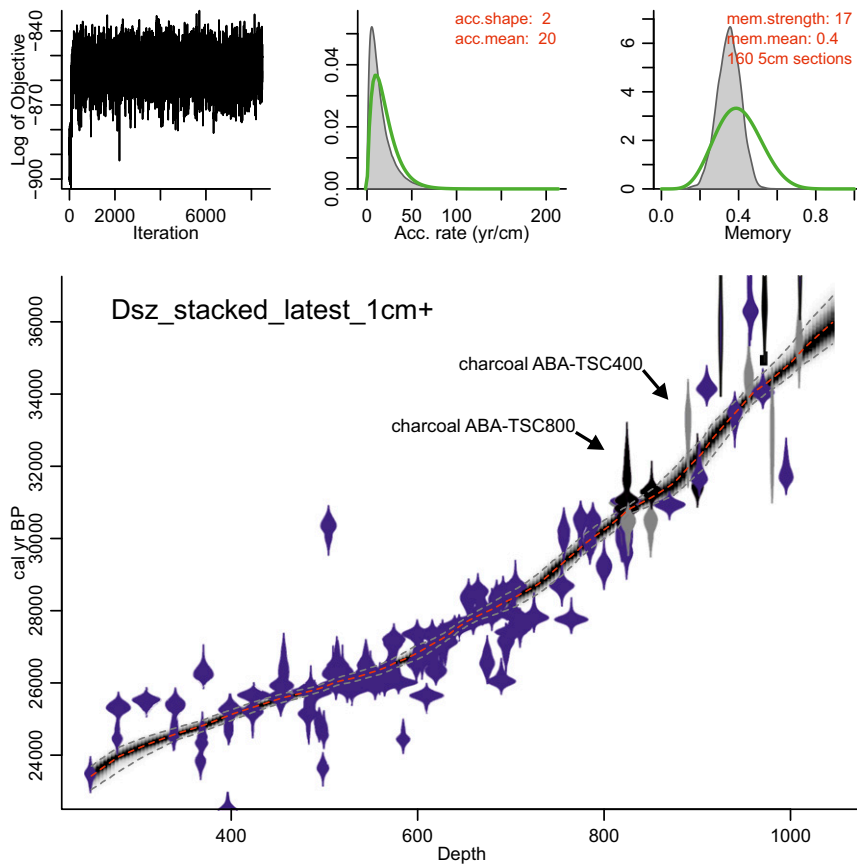 −840
−870
−900
Log of Objective
0
2000
6000
Iteration
acc.shape: 2
acc.mean: 20
0.04
0.02
0.00
0
50
100
200
Acc. rate (yr/cm)
mem.strength: 17
mem.mean: 0.4
160 5cm sections
6
4
2
0
0.0
0.4
0.8
Memory
Dsz_stacked_latest_1cm+
charcoal ABA-TSC400
charcoal ABA-TSC800
36000
34000
32000
30000
28000
26000
24000
cal yr BP
400
600
800
1000
Depth